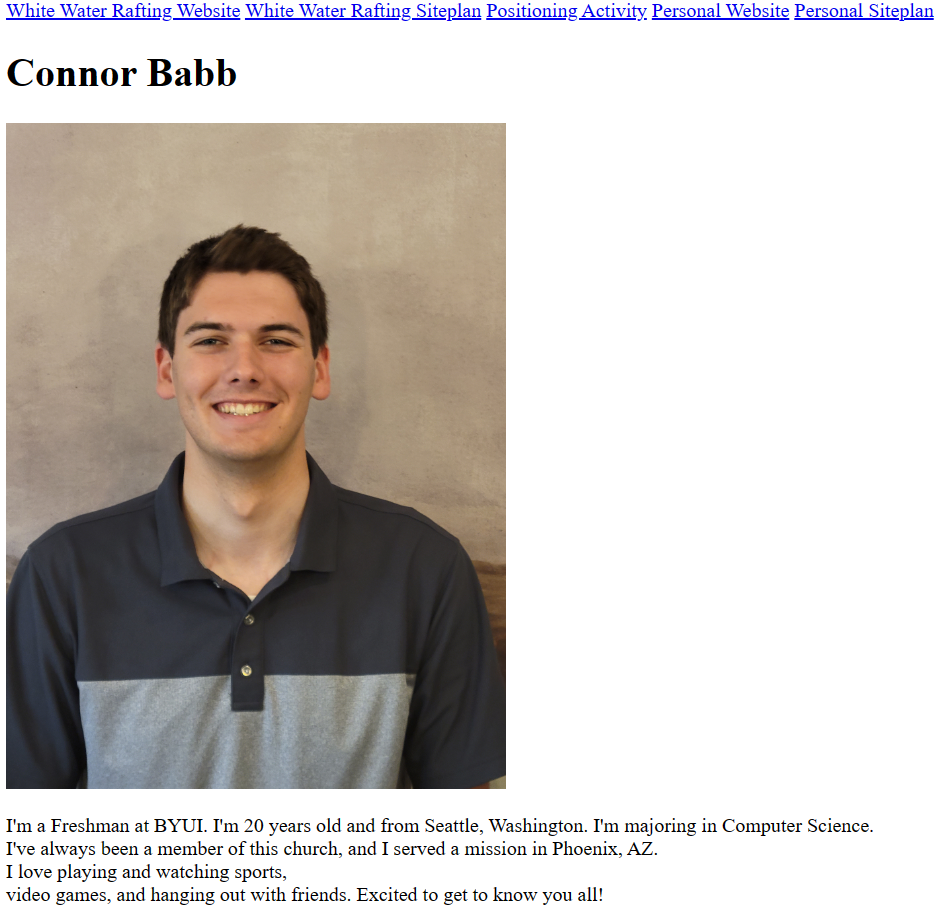 White Water Rafting Website White Water Rafting Siteplan Positioning Activity Personal Website Personal Siteplan
Connor Babb
I'm a Freshman at BYUI. I'm 20 years old and from Seattle, Washington. I'm majoring in Computer Science.
I've always been a member of this church, and I served a mission in Phoenix, AZ.
I love playing and watching sports,
video games, and hanging out with friends. Excited to get to know you all!